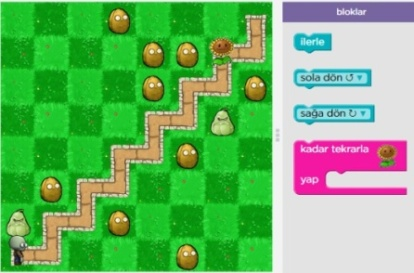 bloklar
ilerle
sola dön ↺ ▼
sağa dön ↻ ▼
kadar tekrarla
yap